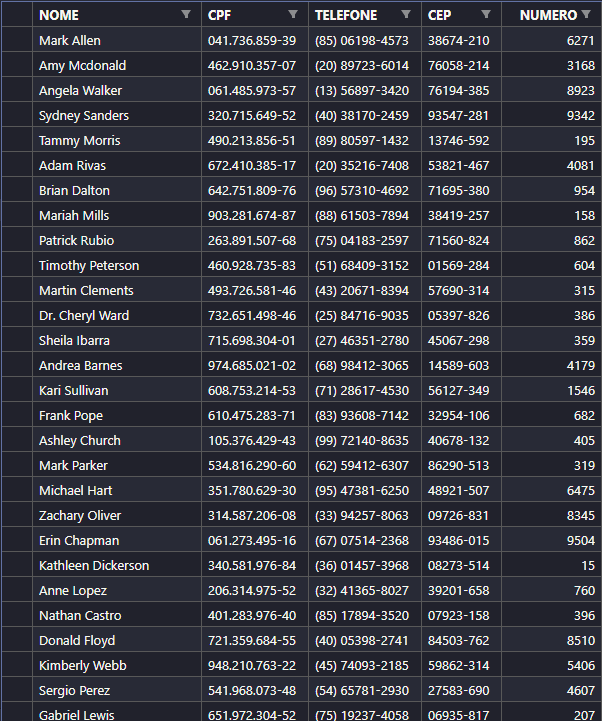 NOME CPF TELEFONE CEP NUMERO
Mark Allen 041.736.859-39 (85) 06198-4573 38674-210 6271
Amy Mcdonald 462.910.357-07 (20) 89723-6014 76058-214 3168
Angela Walker 061.485.973-57 (13) 56897-3420 76194-385 8923
Sydney Sanders 320.715.649-52 (40) 38170-2459 93547-281 9342
Tammy Morris 490.213.856-51 (89) 80597-1432 13746-592 195
Adam Rivas 672.410.385-17 (20) 35216-7408 53821-467 4081
Brian Dalton 642.751.809-76 (96) 57310-4692 71695-380 954
Mariah Mills 903.281.674-87 (88) 61503-7894 38419-257 158
Patrick Rubio 263.891.507-68 (75) 04183-2597 71560-824 862
Timothy Peterson 460.928.735-83 (51) 68409-3152 01569-284 604
Martin Clements 493.726.581-46 (43) 20671-8394 57690-314 315
Dr. Cheryl Ward 732.651.498-46 (25) 84716-9035 05397-826 386
Sheila Ibarra 715.698.304-01 (27) 46351-2780 45067-298 359
Andrea Barnes 974.685.021-02 (68) 98412-3065 14589-603 4179
Kari Sullivan 608.753.214-53 (71) 28617-4530 56127-349 1546
Frank Pope 610.475.283-71 (83) 93608-7142 32954-106 682
Ashley Church 105.376.429-43 (99) 72140-8635 40678-132 405
Mark Parker 534.816.290-60 (62) 59412-6307 86290-513 319
Michael Hart 351.780.629-30 (95) 47381-6250 48921-507 6475
Zachary Oliver 314.587.206-08 (33) 94257-8063 09726-831 8345
Erin Chapman 061.273.495-16 (67) 07514-2368 93486-015 9504
Kathleen Dickerson 340.581.976-84 (36) 01457-3968 08273-514 15
Anne Lopez 206.314.975-52 (32) 41365-8027 39201-658 760
Nathan Castro 401.283.976-40 (85) 17894-3520 07923-158 396
Donald Floyd 721.359.684-55 (40) 05398-2741 84503-762 8510
Kimberly Webb 948.210.763-22 (45) 74093-2185 59862-314 5406
Sergio Perez 541.968.073-48 (54) 65781-2930 27583-690 4607
Gabriel Lewis 651.972.304-52 (75) 19237-4058 06935-817 207